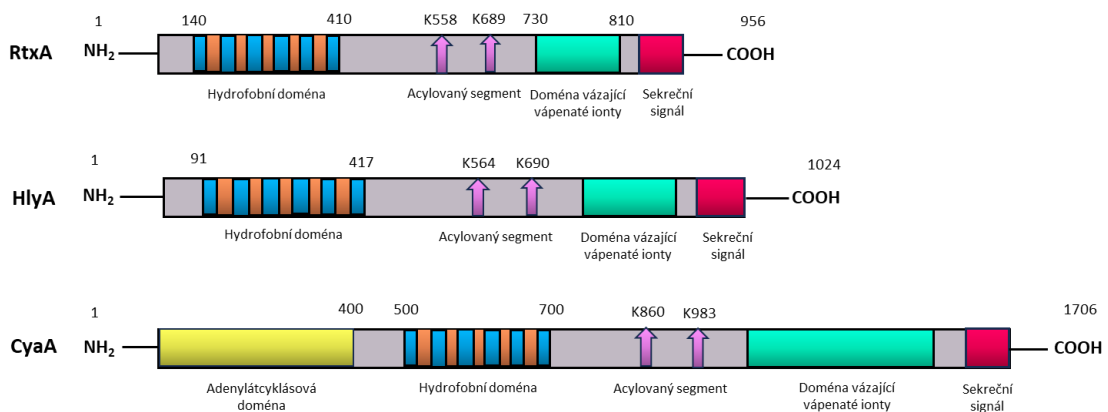 1 140 410 K558 K689 730 810 956
RtxA NH₂ COOH
Hydrofobní doména Acylovaný segment Doména vázající Sekreční
vápenaté ionty signál
1 91 417 K564 K690 1024
HlyA NH₂ COOH
Hydrofobní doména Acylovaný segment Doména vázající Sekreční
vápenaté ionty signál
1 400 500 700 K860 K983 1706
CyaA NH₂ COOH
Adenylátcyklásová Hydrofobní doména Acylovaný segment Doména vázající Sekreční
doména vápenaté ionty signál